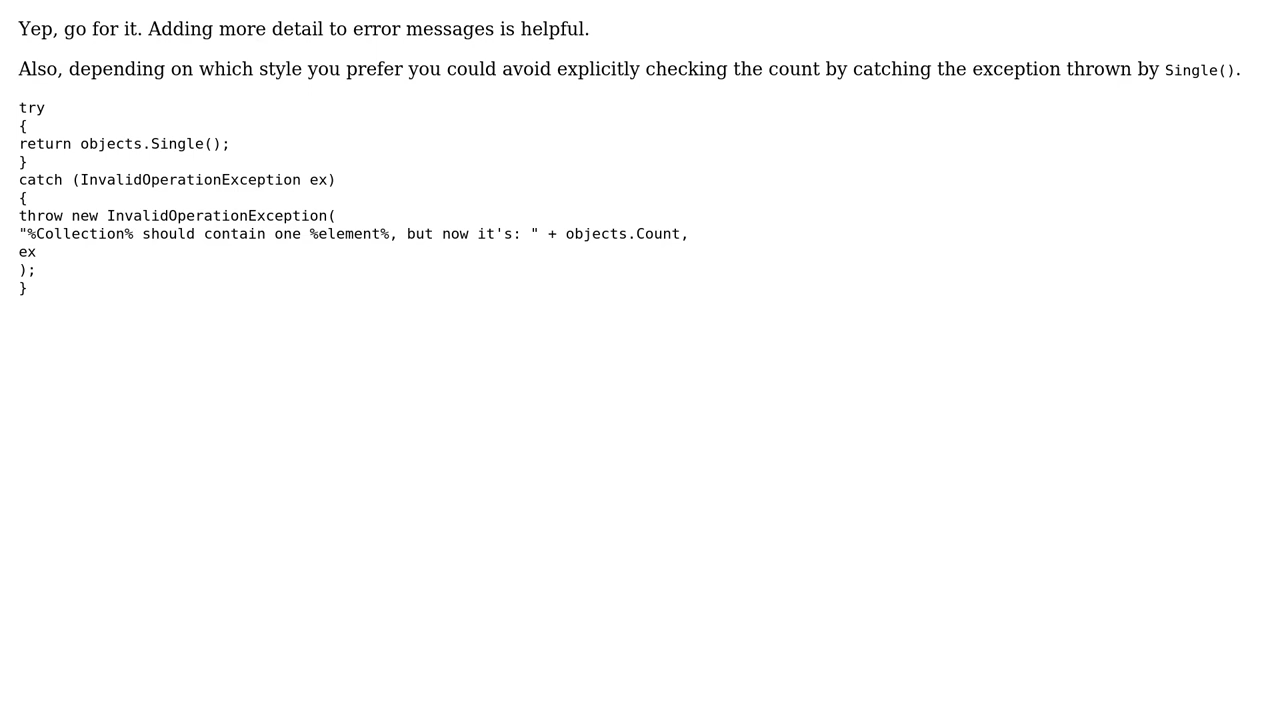 Yep, go for it. Adding more detail to error messages is helpful.
Also, depending on which style you prefer you could avoid explicitly checking the count by catching the exception thrown by Single().
try
{
return objects.Single();
}
catch (InvalidOperationException ex)
{
throw new InvalidOperationException(
"%Collection% should contain one %element%, but now it's: " + objects.Count,
ex
);
}